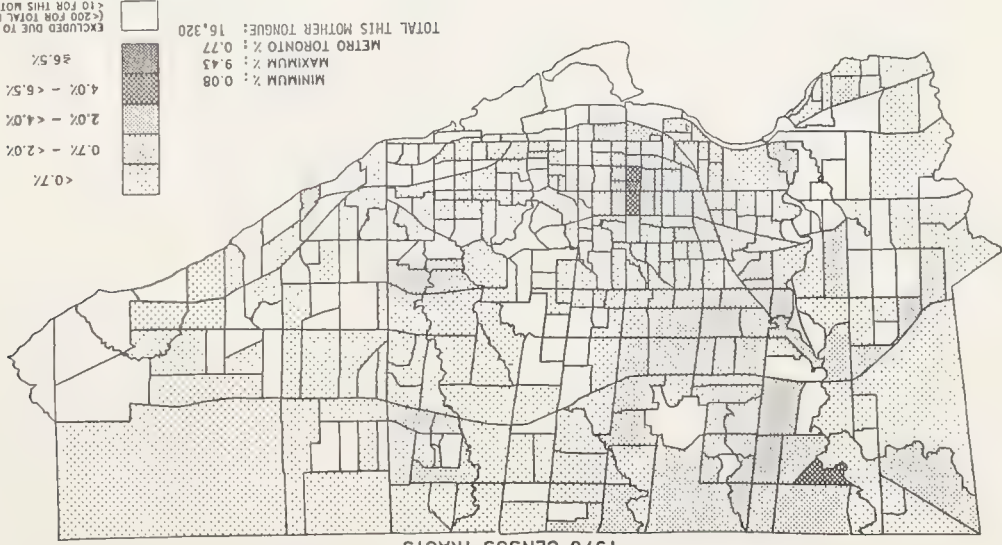 1976 CENSUS TRACTS
MINIMUM %: 0.08
MAXIMUM %: 9.43
METRO TORONTO %: 0.77
TOTAL THIS MOTHER TONGUE: 16,320
<0.7%
0.7% - <2.0%
2.0% - <4.0%
4.0% - <6.5%
≥6.5%
EXCLUDED DUE TO
(<200 FOR TOTAL
<10 FOR THIS